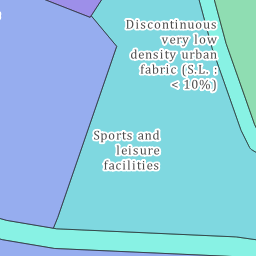 Discontinuous
very low
density urban
fabric (S.L. :
< 10%)
Sports and
leisure
facilities